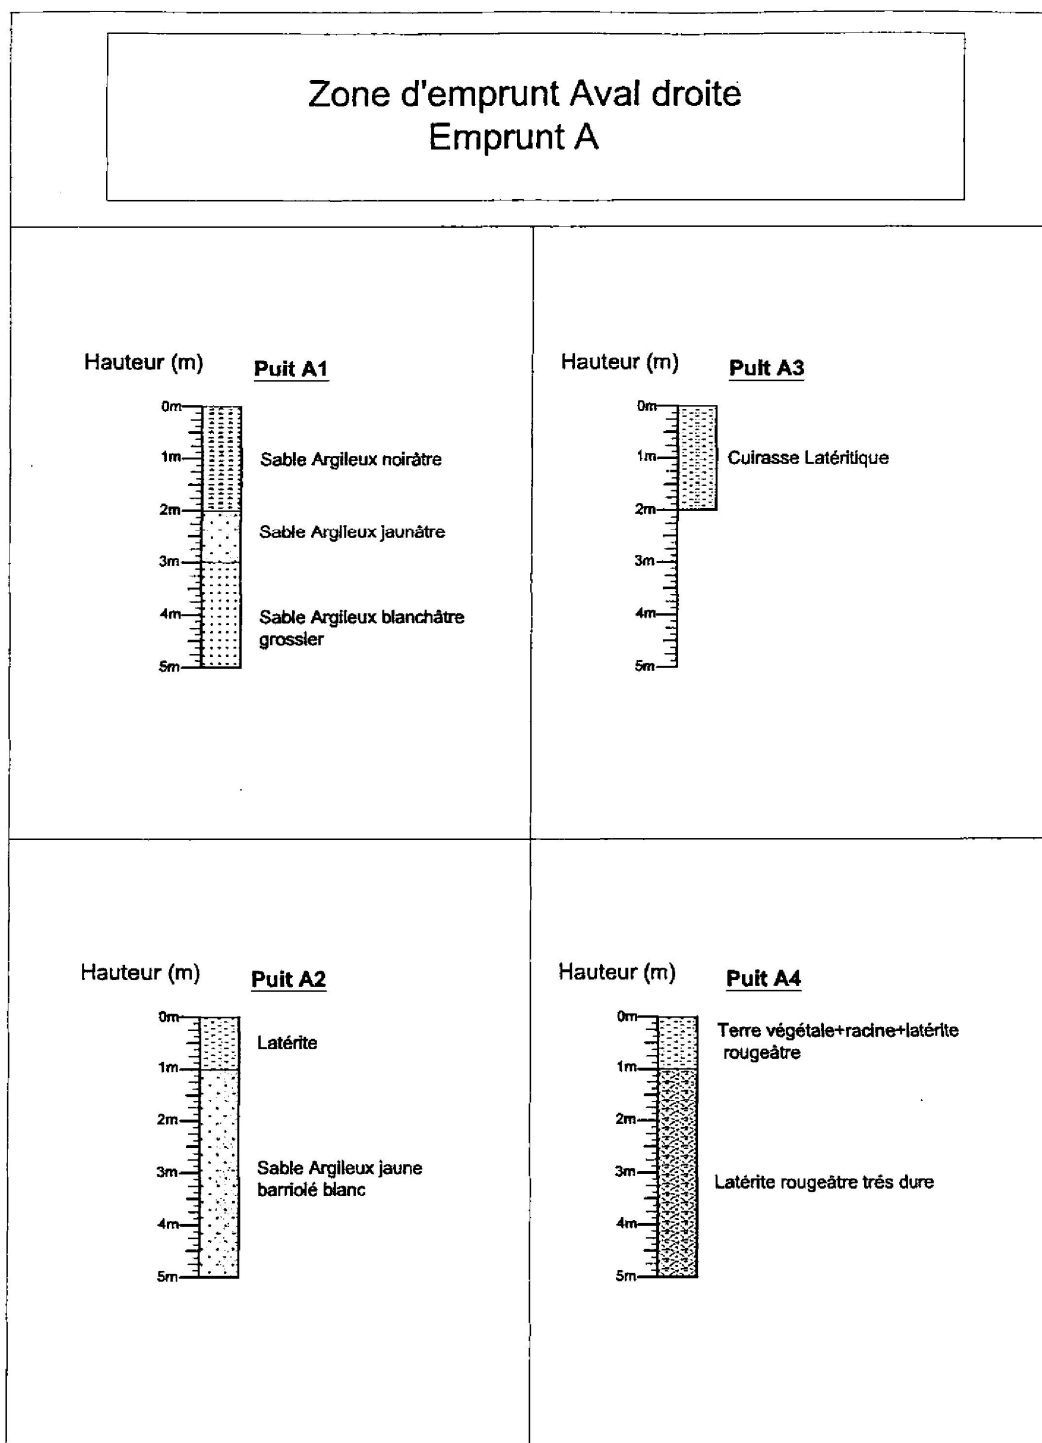 Zone d'emprunt Aval droite
Emprunt A
Hauteur (m)
Puit A1
0m
1m
2m
3m
4m
5m
Sable Argileux noirâtre
Sable Argileux jaunâtre
Sable Argileux blanchâtre
grossier
Hauteur (m)
Puit A3
0m
1m
2m
3m
4m
5m
Cuirasse Latéritique
Hauteur (m)
Puit A2
0m
1m
2m
3m
4m
5m
Latérite
Sable Argileux jaune
barriolé blanc
Hauteur (m)
Puit A4
0m
1m
2m
3m
4m
5m
Terre végétale+racine+latérite
rougeâtre
Latérite rougeâtre trés dure